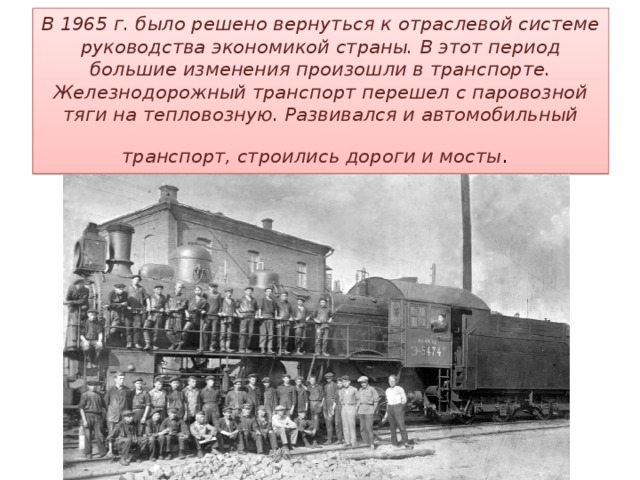 В 1965 г. было решено вернуться к отраслевой системе
руководства экономикой страны. В этот период
большие изменения произошли в транспорте.
Железнодорожный транспорт перешел с паровозной
тяги на тепловозную. Развивался и автомобильный
транспорт, строились дороги и мосты.
Э-5474